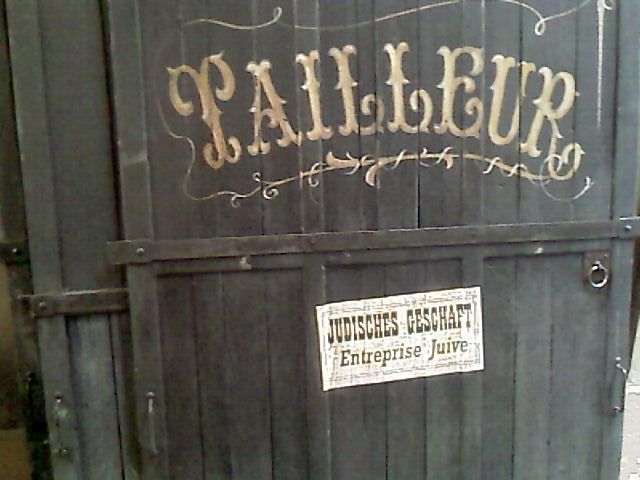 TAILLEUR
JUDISCHES GESCHAFT
Entreprise Juive